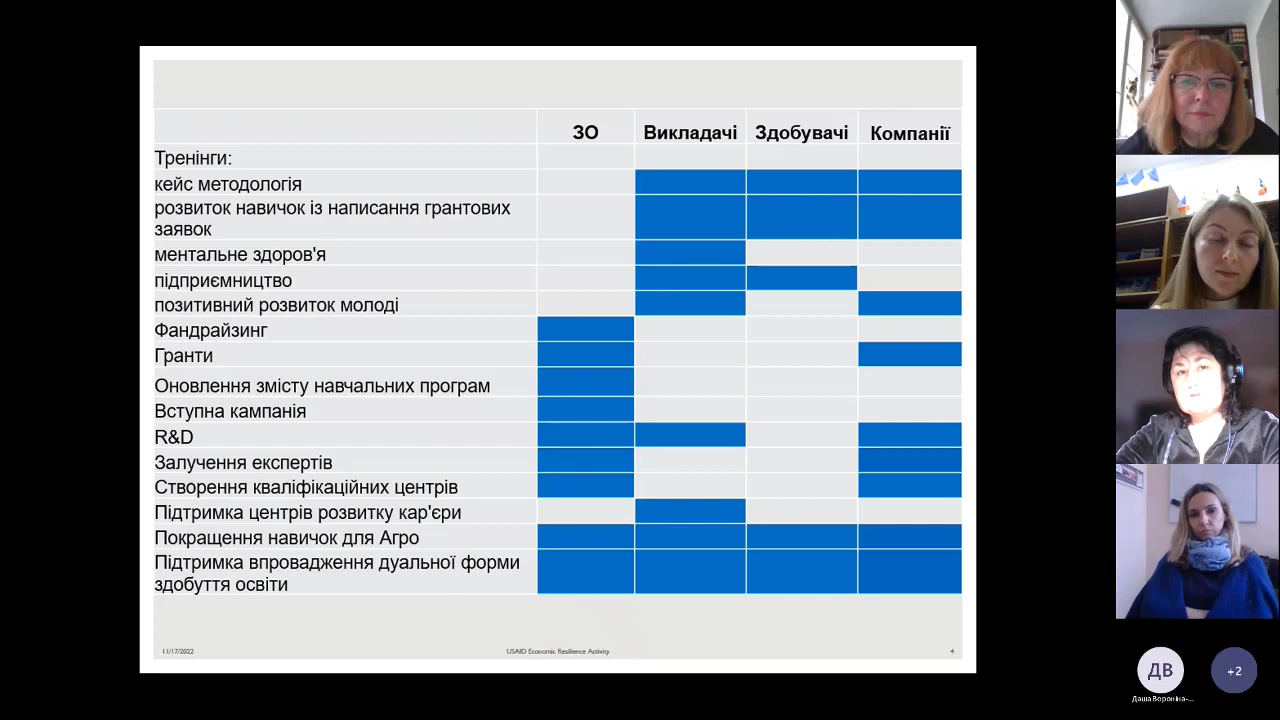 ЗО Викладачі Здобувачі Компанії
Тренінги:
кейс методологія
розвиток навичок із написання грантових
заявок
ментальне здоров'я
підприємництво
позитивний розвиток молоді
Фандрайзинг
Гранти
Оновлення змісту навчальних програм
Вступна кампанія
R&D
Залучення експертів
Створення кваліфікаційних центрів
Підтримка центрів розвитку кар'єри
Покращення навичок для Агро
Підтримка впровадження дуальної форми
здобуття освіти
11/17/2022 USAID Economic Resilience Activity 4
ДВ +2
Даша Вороніна-...